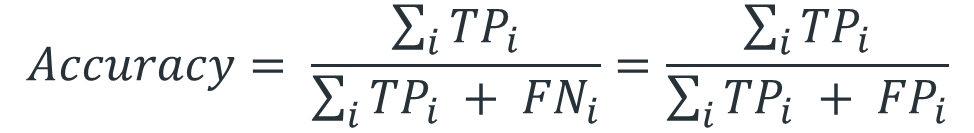 Accuracy = ∑ᵢ TPᵢ / ∑ᵢ TPᵢ + FNᵢ = ∑ᵢ TPᵢ / ∑ᵢ TPᵢ + FPᵢ